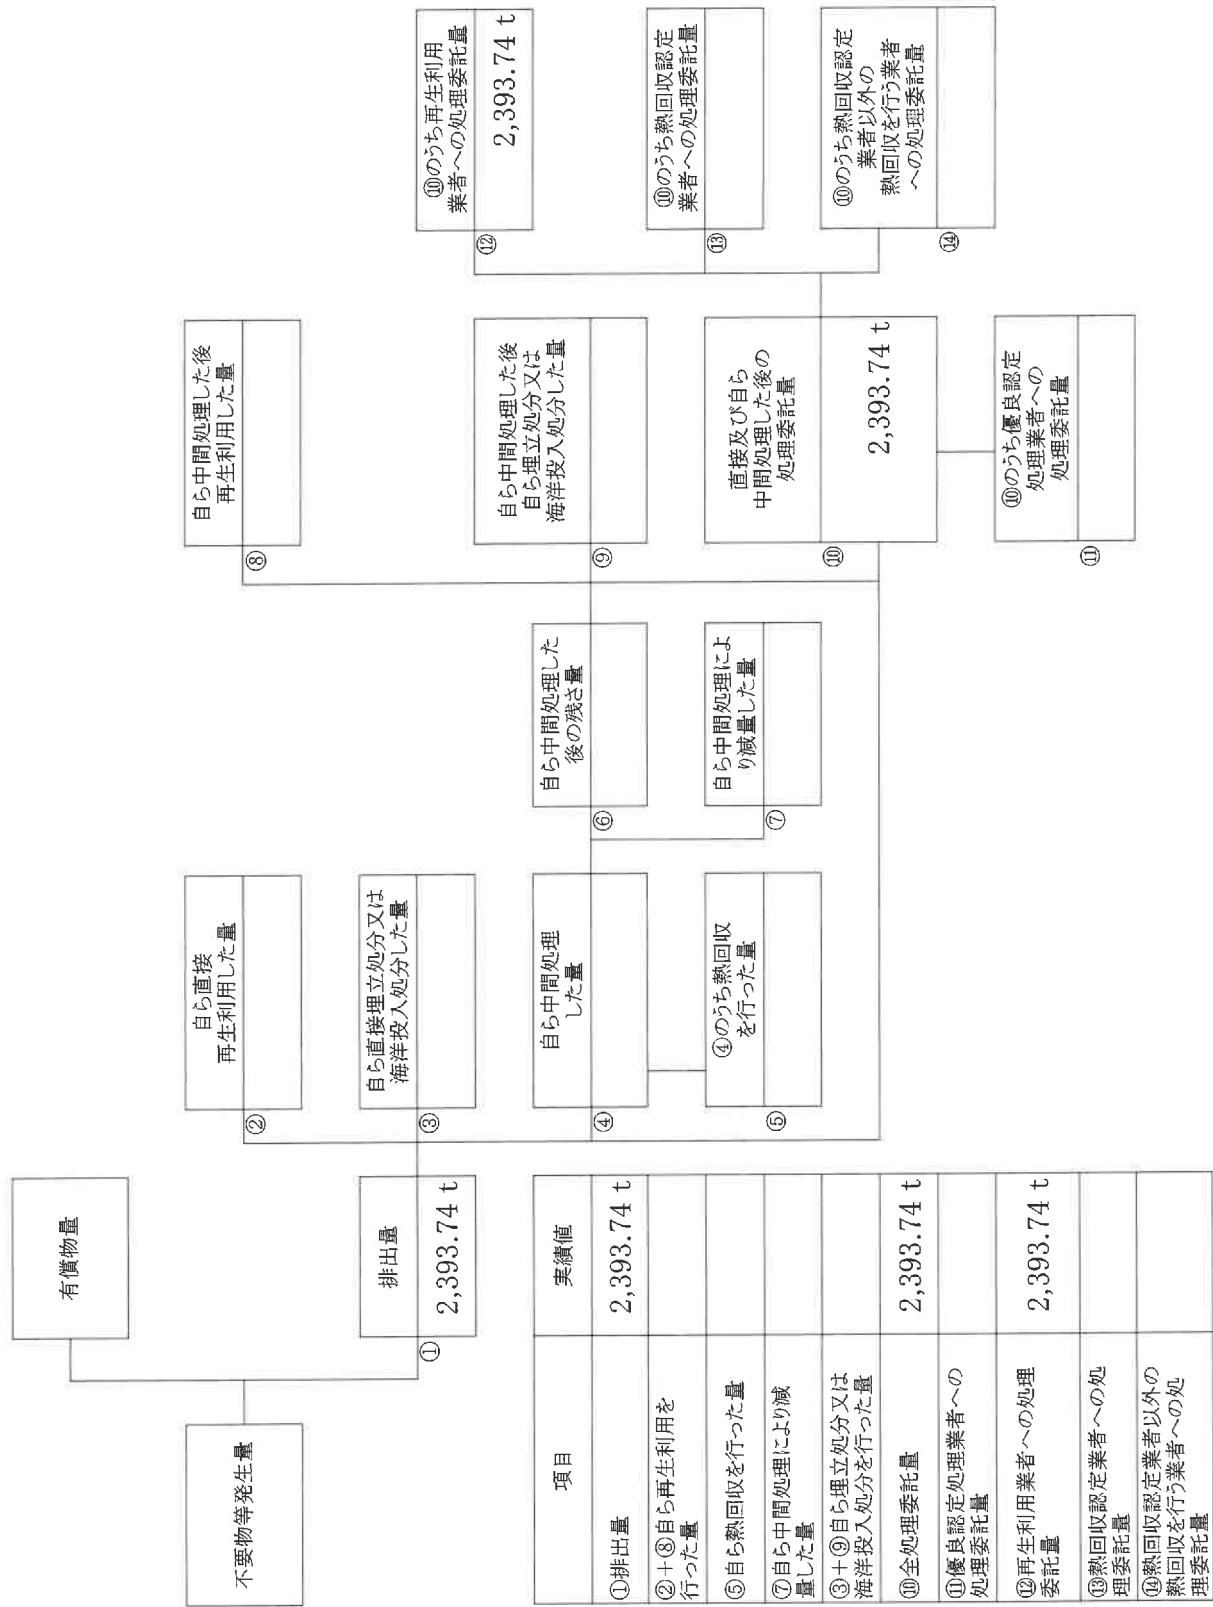 不要物等発生量
有償物量
排出量
①
2,393.74 t
自ら直接
再生利用した量
②
自ら直接埋立処分又は
海洋投入処分した量
③
自ら中間処理
した量
④
④のうち熱回収
を行った量
⑤
自ら中間処理した
後の残さ量
⑥
自ら中間処理によ
り減量した量
⑦
自ら中間処理した後
再生利用した量
⑧
自ら中間処理した後
自ら埋立処分又は
海洋投入処分した量
⑨
直接及び自ら
中間処理した後の
処理委託量
⑩
2,393.74 t
⑩のうち優良認定
処理業者への
処理委託量
⑪
⑩のうち再生利用
業者への処理委託量
⑫
2,393.74 t
⑩のうち熱回収認定
業者への処理委託量
⑬
⑩のうち熱回収認定
業者以外の
熱回収を行う業者
への処理委託量
⑭
項目 実績値
①排出量 2,393.74 t
②+⑧自ら再生利用を
行った量
⑤自ら熱回収を行った量
⑦自ら中間処理により減
量した量
③+⑨自ら埋立処分又は
海洋投入処分を行った量
⑩全処理委託量 2,393.74 t
⑪優良認定処理業者への
処理委託量
⑫再生利用業者への処理
委託量 2,393.74 t
⑬熱回収認定業者への処
理委託量
⑭熱回収認定業者以外の
熱回収を行う業者への処
理委託量